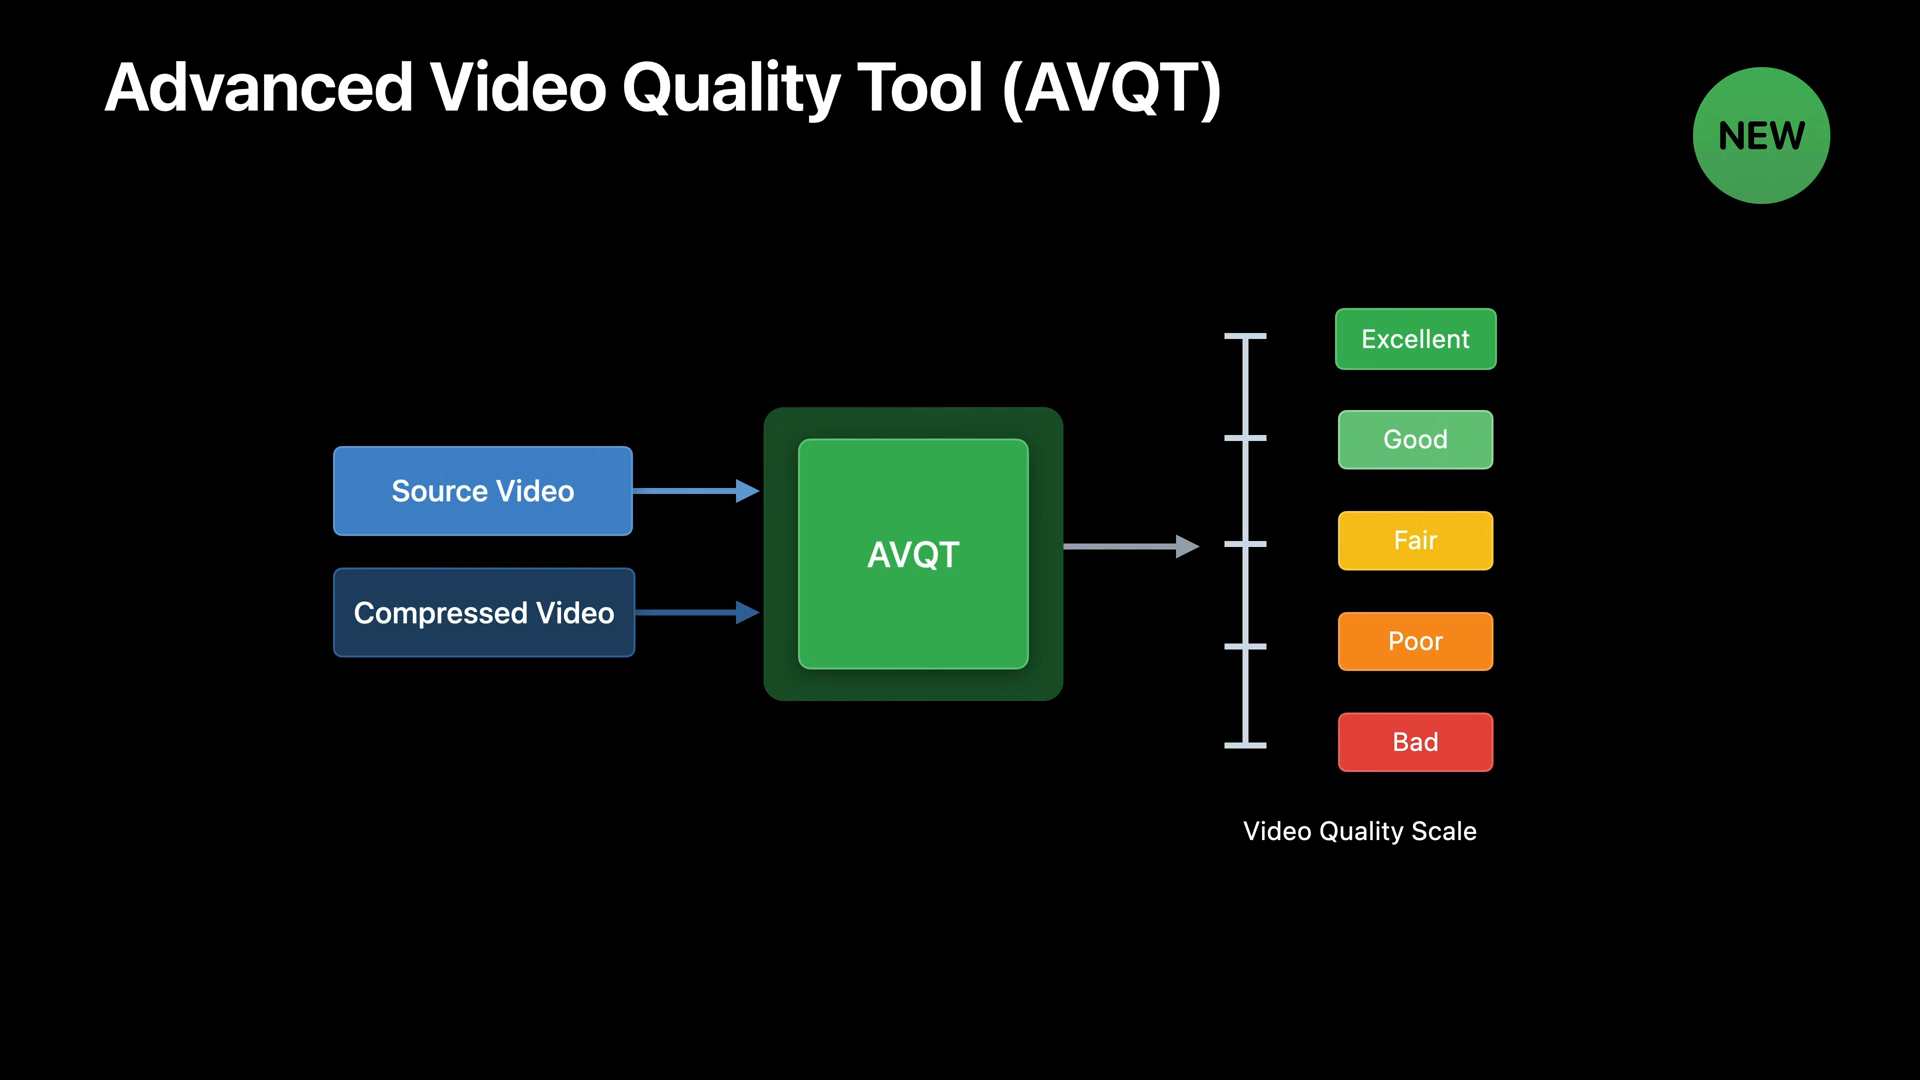 Advanced Video Quality Tool (AVQT)
NEW
Source Video
Compressed Video
AVQT
Excellent
Good
Fair
Poor
Bad
Video Quality Scale